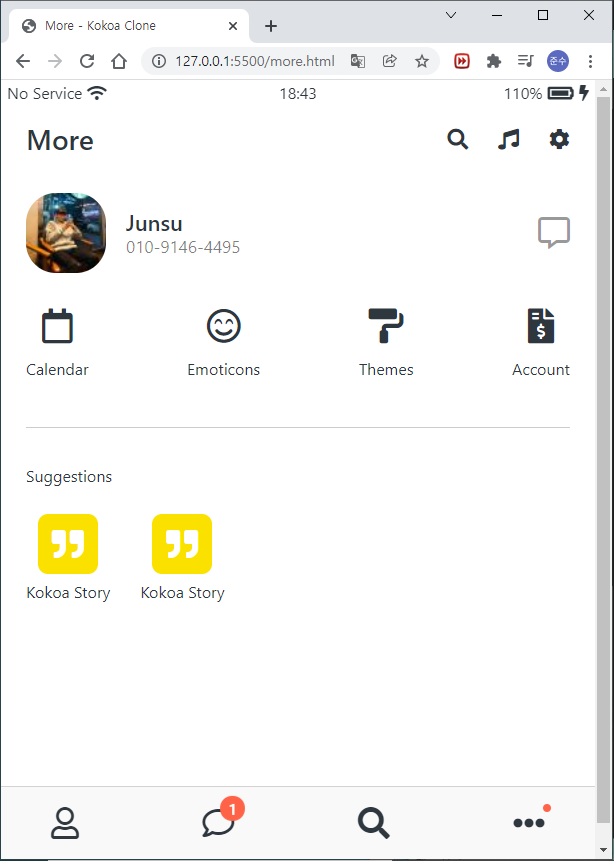 More - Kokoa Clone
127.0.0.1:5500/more.html
준수
No Service 18:43 110%
More
Junsu
010-9146-4495
Calendar Emoticons Themes Account
Suggestions
Kokoa Story Kokoa Story
1